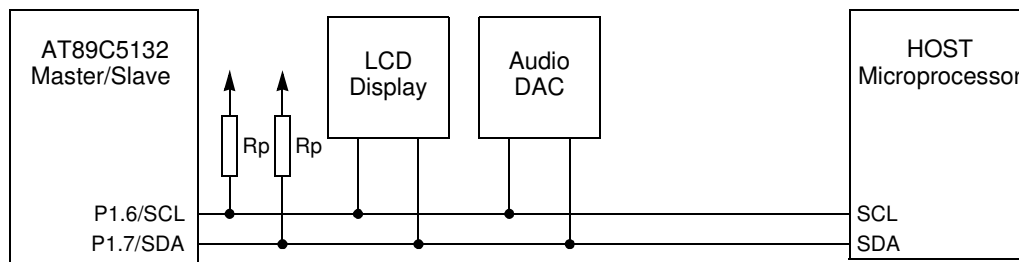 AT89C5132
Master/Slave
LCD
Display
Audio
DAC
HOST
Microprocessor
Rp
Rp
P1.6/SCL
SCL
P1.7/SDA
SDA